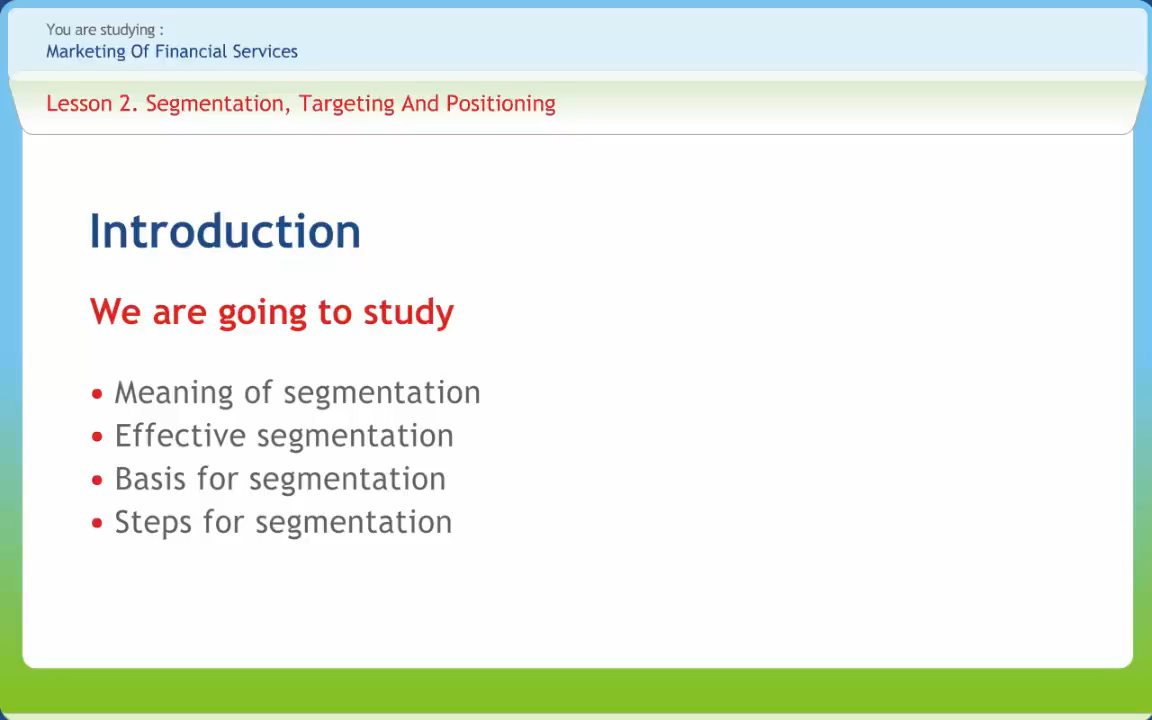 You are studying :
Marketing Of Financial Services
Lesson 2. Segmentation, Targeting And Positioning
Introduction
We are going to study
• Meaning of segmentation
• Effective segmentation
• Basis for segmentation
• Steps for segmentation